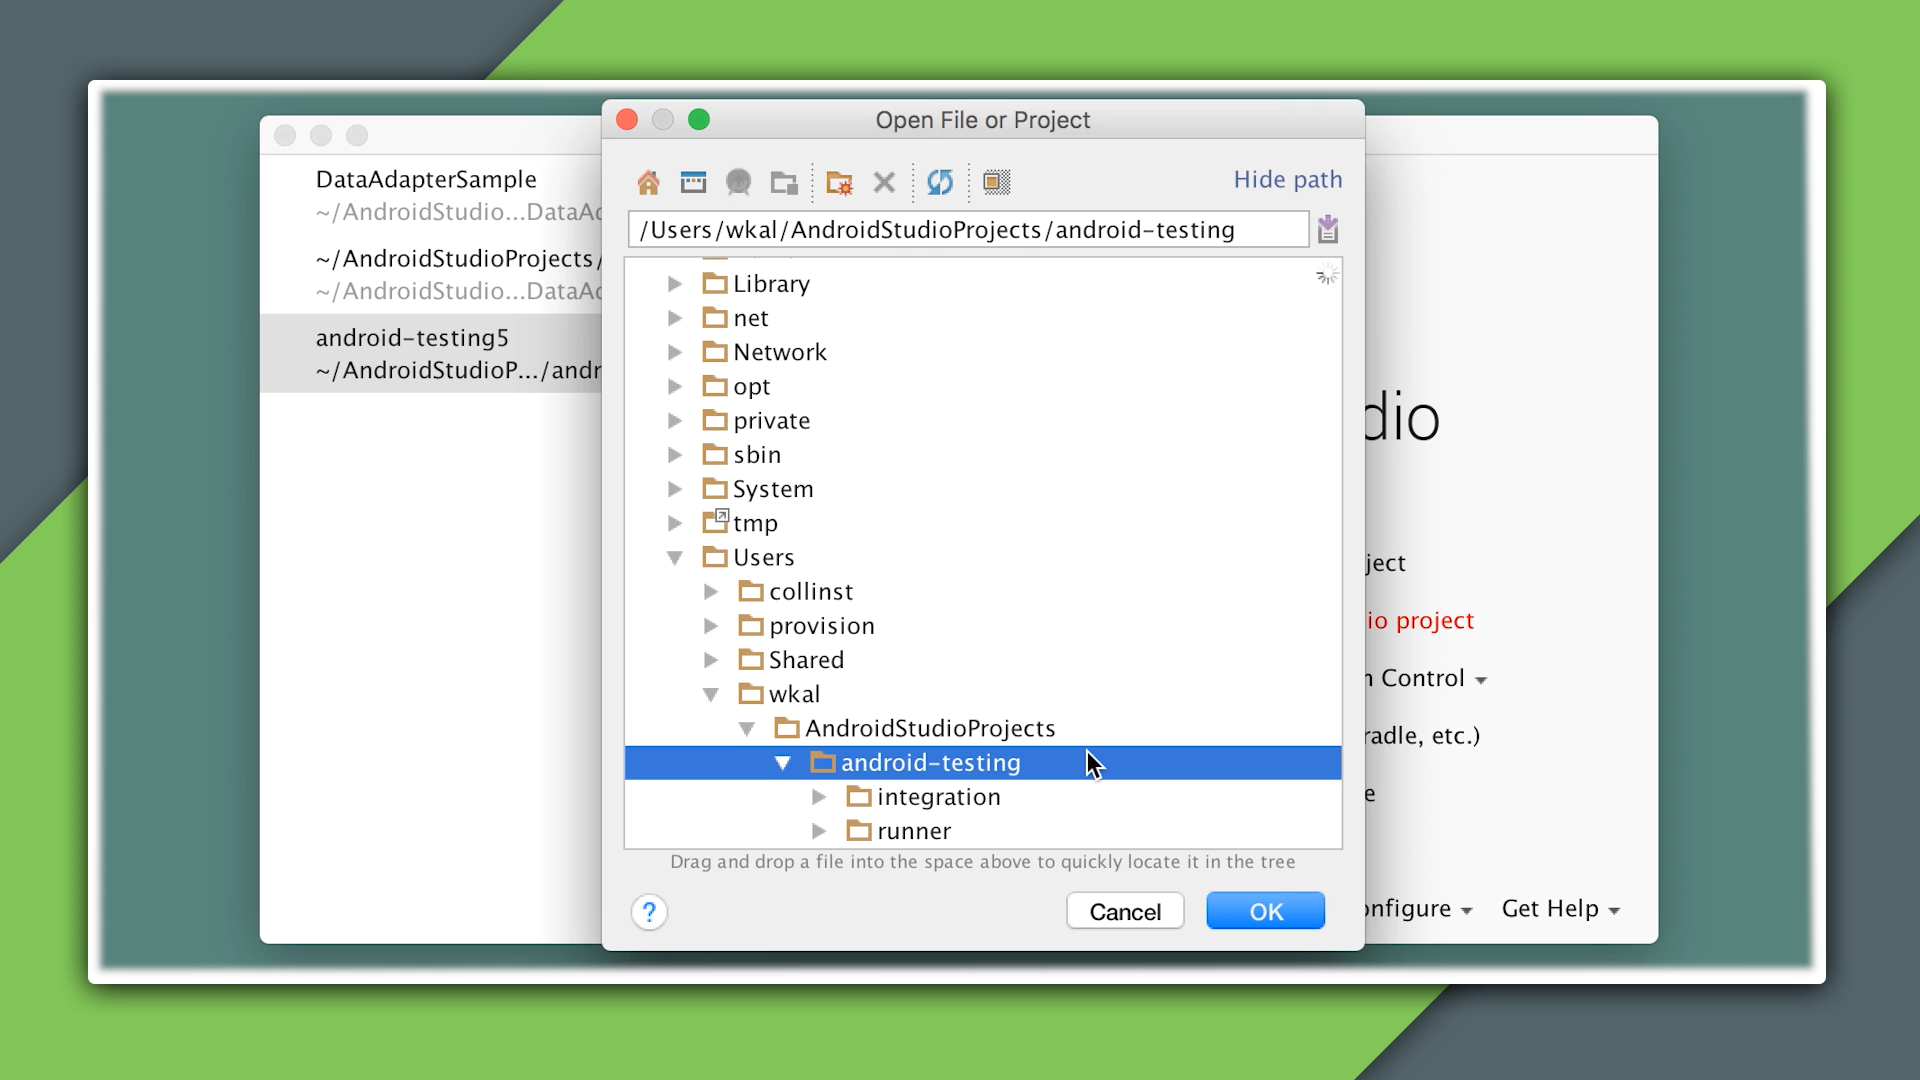 Open File or Project
Hide path
/Users/wkal/AndroidStudioProjects/android-testing
Library
net
Network
opt
private
sbin
System
tmp
Users
collinst
provision
Shared
wkal
AndroidStudioProjects
android-testing
integration
runner
Drag and drop a file into the space above to quickly locate it in the tree
?
Cancel
OK
DataAdapterSample
~/AndroidStudio...DataAd
~/AndroidStudioProjects/
~/AndroidStudio...DataAd
android-testing5
~/AndroidStudioP.../andr
dio
ject
io project
n Control
radle, etc.)
e
onfigure
Get Help